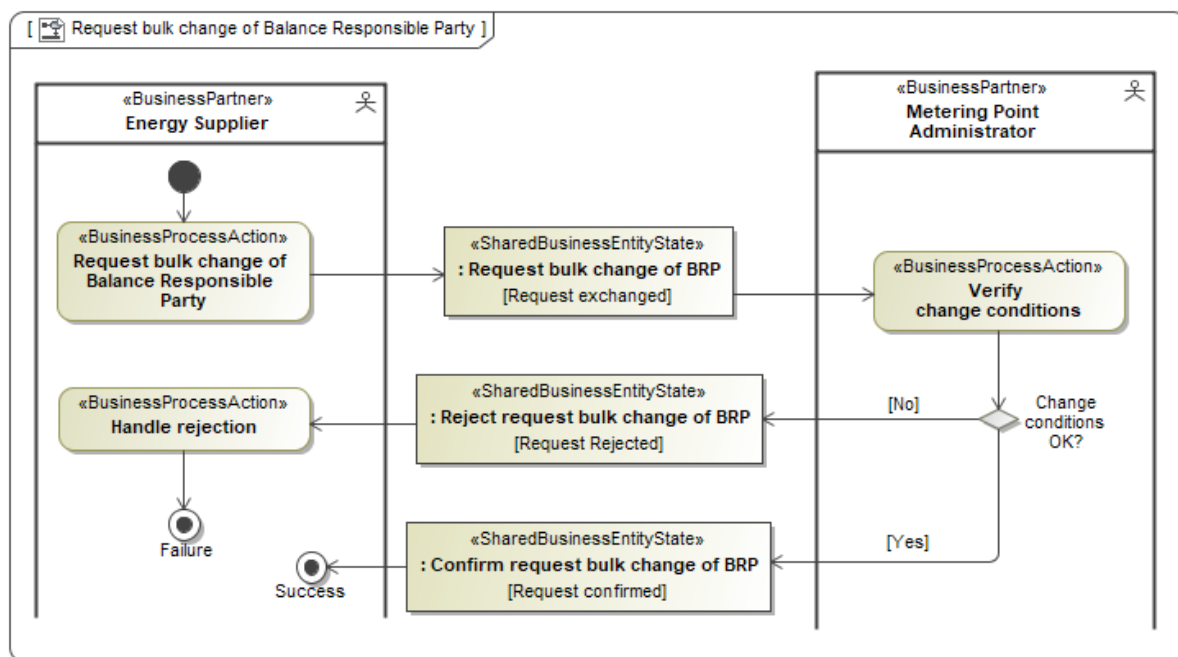 [ Request bulk change of Balance Responsible Party ]
«BusinessPartner»
Energy Supplier
«BusinessPartner»
Metering Point
Administrator
«BusinessProcessAction»
Request bulk change of
Balance Responsible
Party
«SharedBusinessEntityState»
: Request bulk change of BRP
[Request exchanged]
«BusinessProcessAction»
Verify
change conditions
«BusinessProcessAction»
Handle rejection
«SharedBusinessEntityState»
: Reject request bulk change of BRP
[Request Rejected]
[No]
Change
conditions
OK?
Failure
Success
«SharedBusinessEntityState»
: Confirm request bulk change of BRP
[Request confirmed]
[Yes]